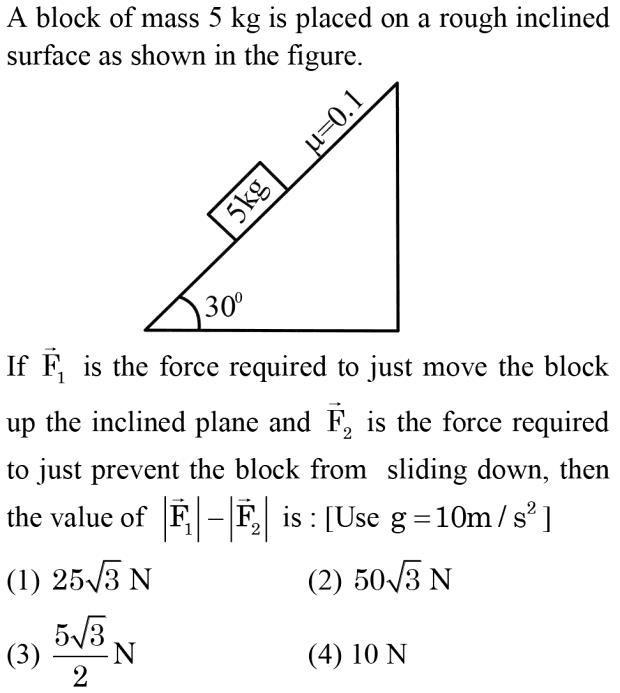 A block of mass 5 kg is placed on a rough inclined
surface as shown in the figure.
μ=0.1
5kg
30⁰
If F⃗₁ is the force required to just move the block
up the inclined plane and F⃗₂ is the force required
to just prevent the block from sliding down, then
the value of |F⃗₁| − |F⃗₂| is : [Use g = 10m / s²]
(1) 25√3 N (2) 50√3 N
(3) 5√3/2 N (4) 10 N